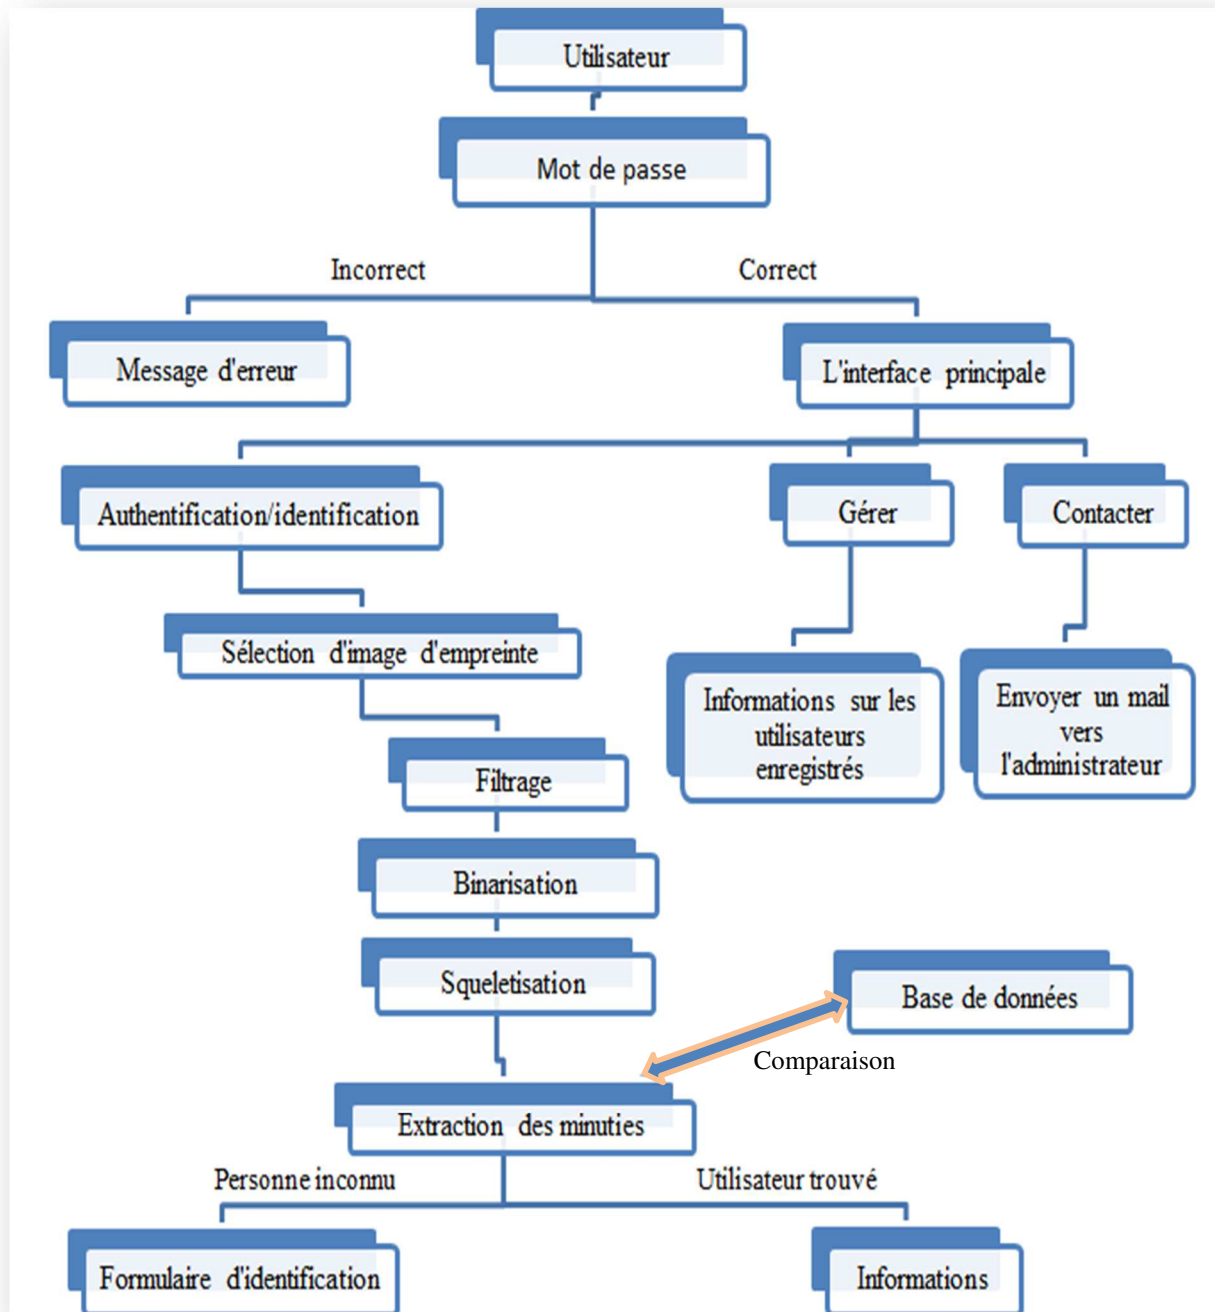 Utilisateur
Mot de passe
Incorrect
Correct
Message d'erreur
L'interface principale
Authentification/identification
Gérer
Contacter
Sélection d'image d'empreinte
Informations sur les
utilisateurs
enregistrés
Envoyer un mail
vers
l'administrateur
Filtrage
Binarisation
Squeletisation
Base de données
Comparaison
Extraction des minuties
Personne inconnu
Utilisateur trouvé
Formulaire d'identification
Informations